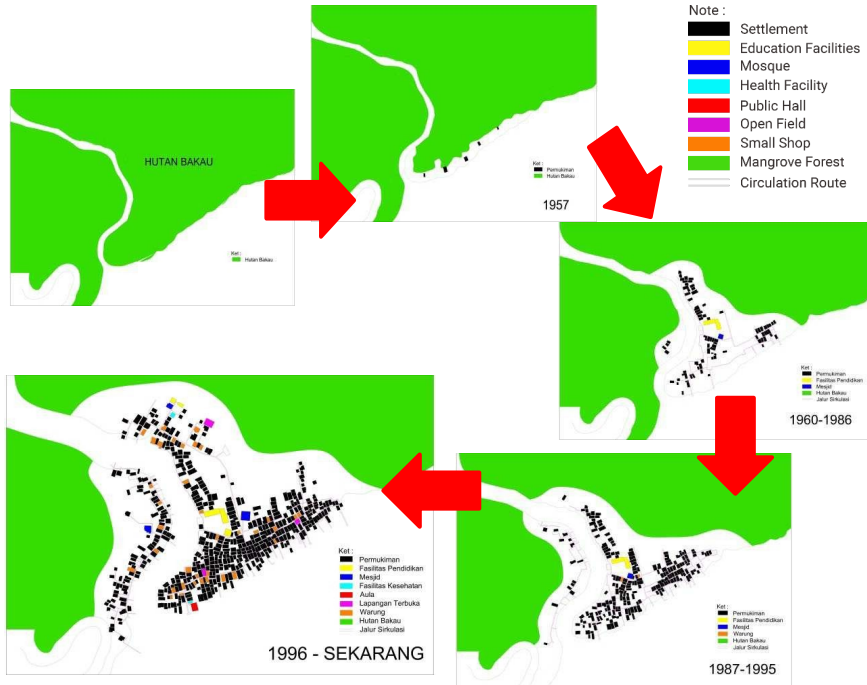 Note :
Settlement
Education Facilities
Mosque
Health Facility
Public Hall
Open Field
Small Shop
Mangrove Forest
Circulation Route
HUTAN BAKAU
Ket :
Hutan Bakau
Ket :
Permukiman
Hutan Bakau
1957
Ket :
Permukiman
Fasilitas Pendidikan
Mesjid
Hutan Bakau
Jalur Sirkulasi
1960-1986
Ket :
Permukiman
Fasilitas Pendidikan
Mesjid
Warung
Hutan Bakau
Jalur Sirkulasi
1987-1995
Ket :
Permukiman
Fasilitas Pendidikan
Mesjid
Fasilitas Kesehatan
Aula
Lapangan Terbuka
Warung
Hutan Bakau
Jalur Sirkulasi
1996 - SEKARANG